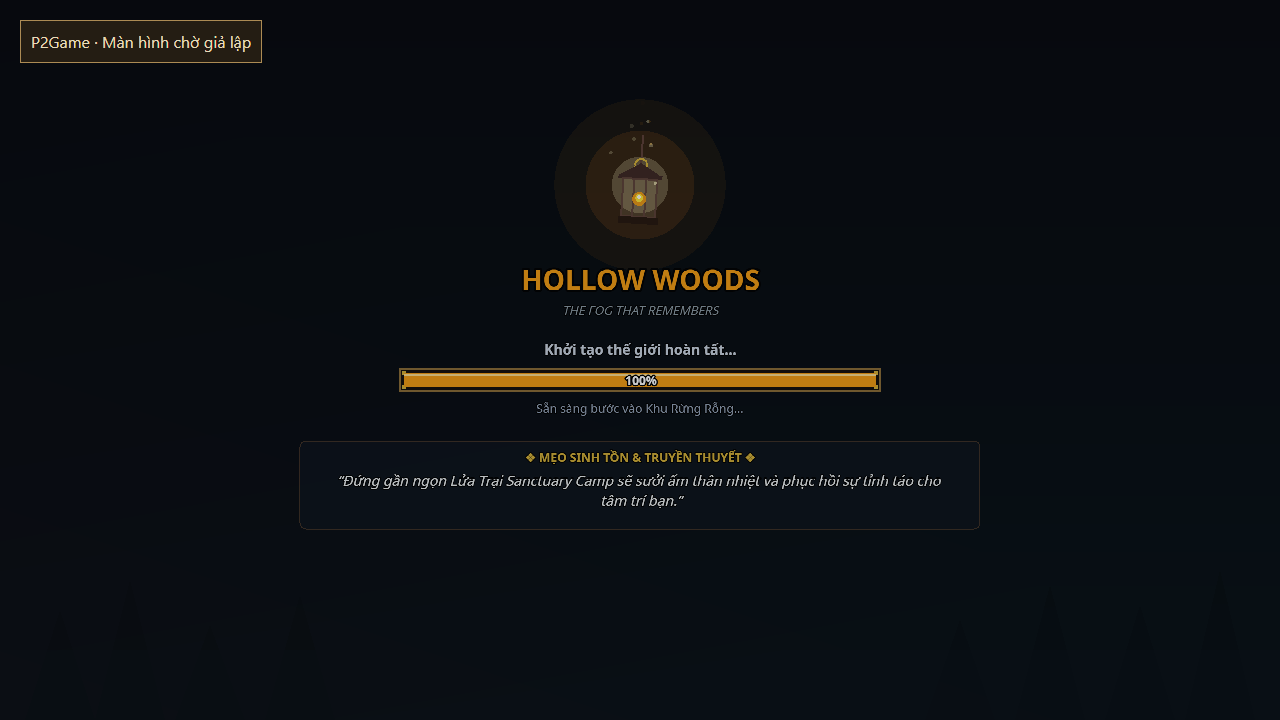 P2Game · Màn hình chờ giả lập
HOLLOW WOODS
THE FOG THAT REMEMBERS
Khởi tạo thế giới hoàn tất...
100%
Sẵn sàng bước vào Khu Rừng Rỗng...
❖ MẸO SINH TỒN & TRUYỀN THUYẾT ❖
"Đứng gần ngọn Lửa Trại Sanctuary Camp sẽ sưởi ấm thân nhiệt và phục hồi sự tỉnh táo cho
tâm trí bạn."